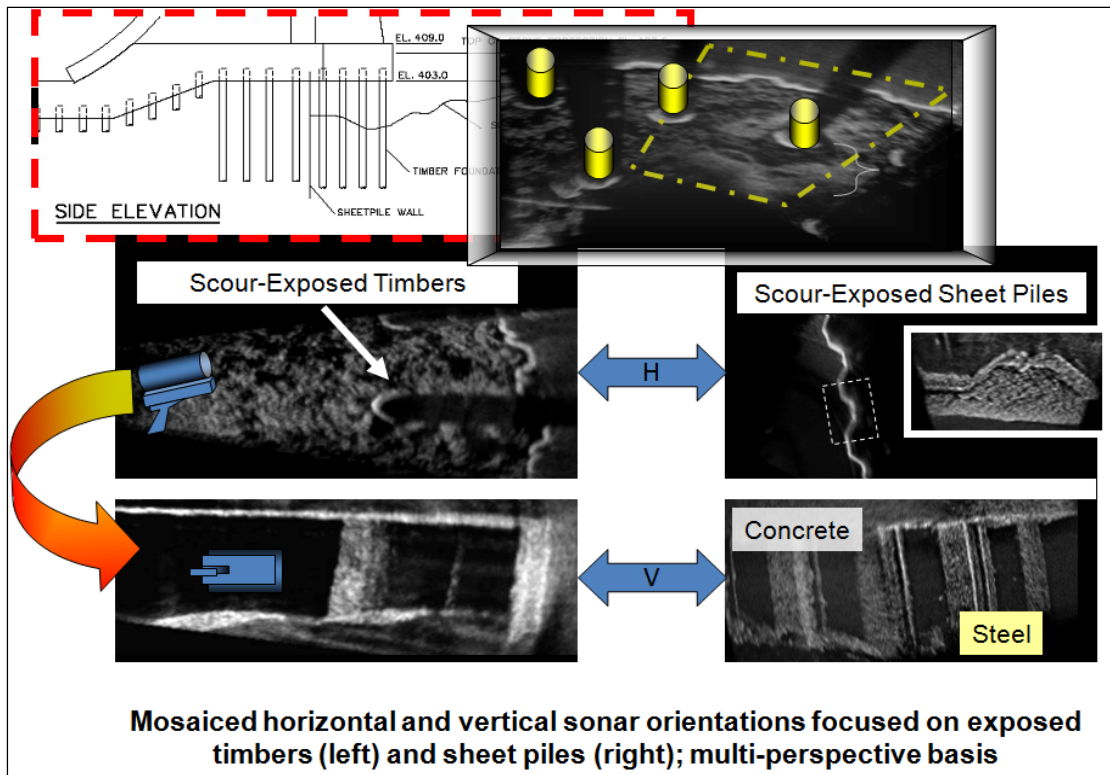 EL. 409.0
TOP O
EL. 403.0
TIMBER FOUNDAT
SHEETPILE WALL
SIDE ELEVATION
Scour-Exposed Timbers
Scour-Exposed Sheet Piles
H
Concrete
V
Steel
Mosaiced horizontal and vertical sonar orientations focused on exposed
timbers (left) and sheet piles (right); multi-perspective basis